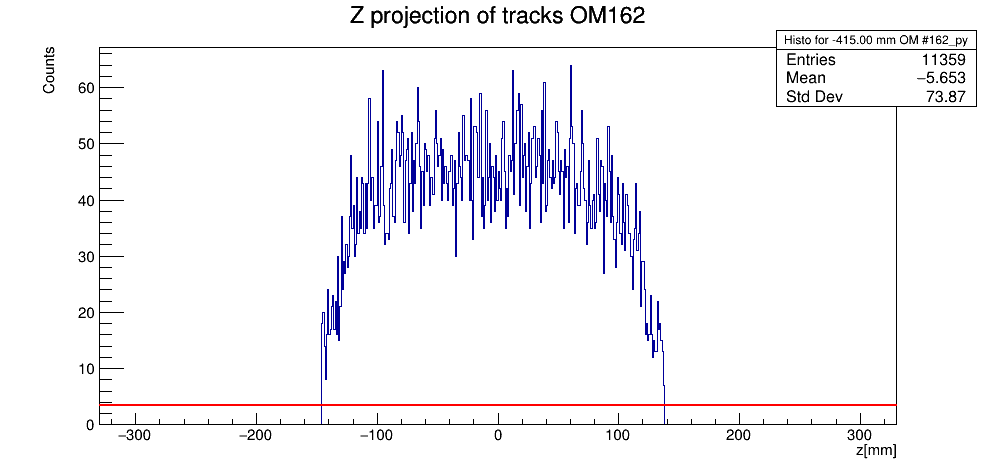 Z projection of tracks OM162
Histo for -415.00 mm OM #162_py
Entries 11359
Mean −5.653
Std Dev 73.87
Counts
60
50
40
30
20
10
0
−300 −200 −100 0 100 200 300
z[mm]